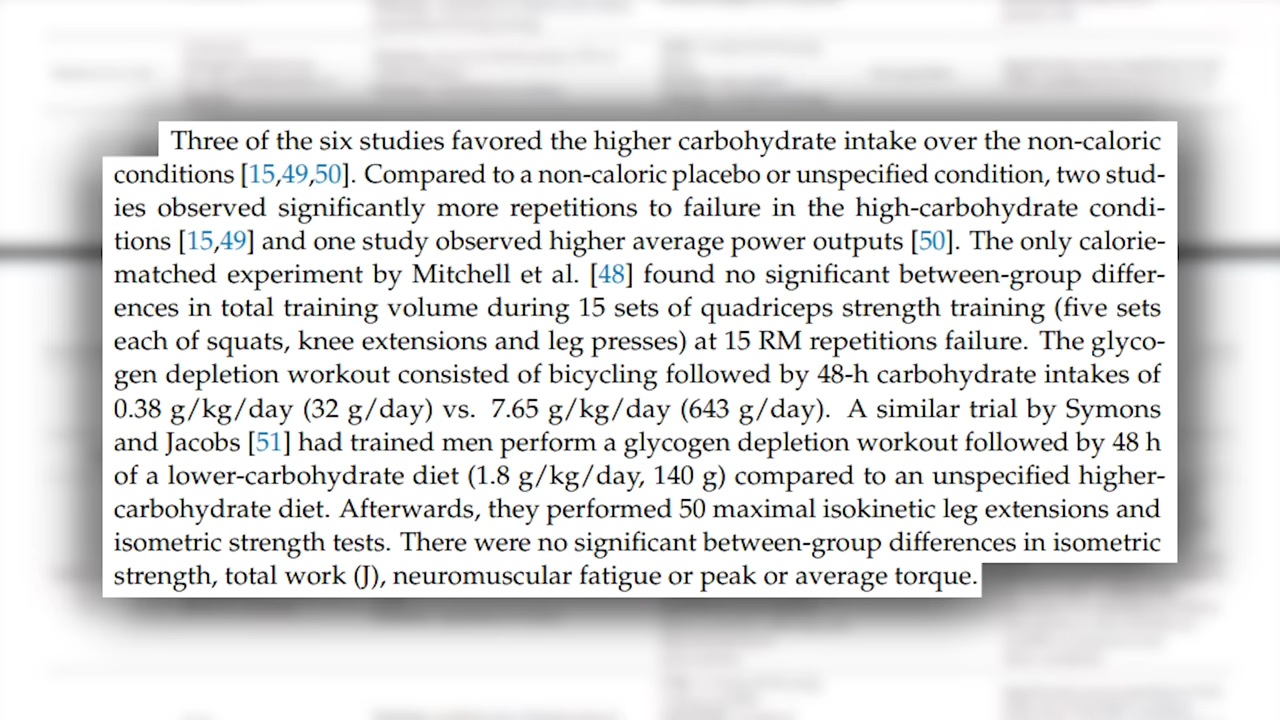 Three of the six studies favored the higher carbohydrate intake over the non-caloric
conditions [15,49,50]. Compared to a non-caloric placebo or unspecified condition, two stud-
ies observed significantly more repetitions to failure in the high-carbohydrate condi-
tions [15,49] and one study observed higher average power outputs [50]. The only calorie-
matched experiment by Mitchell et al. [48] found no significant between-group differ-
ences in total training volume during 15 sets of quadriceps strength training (five sets
each of squats, knee extensions and leg presses) at 15 RM repetitions failure. The glyco-
gen depletion workout consisted of bicycling followed by 48-h carbohydrate intakes of
0.38 g/kg/day (32 g/day) vs. 7.65 g/kg/day (643 g/day). A similar trial by Symons
and Jacobs [51] had trained men perform a glycogen depletion workout followed by 48 h
of a lower-carbohydrate diet (1.8 g/kg/day, 140 g) compared to an unspecified higher-
carbohydrate diet. Afterwards, they performed 50 maximal isokinetic leg extensions and
isometric strength tests. There were no significant between-group differences in isometric
strength, total work (J), neuromuscular fatigue or peak or average torque.